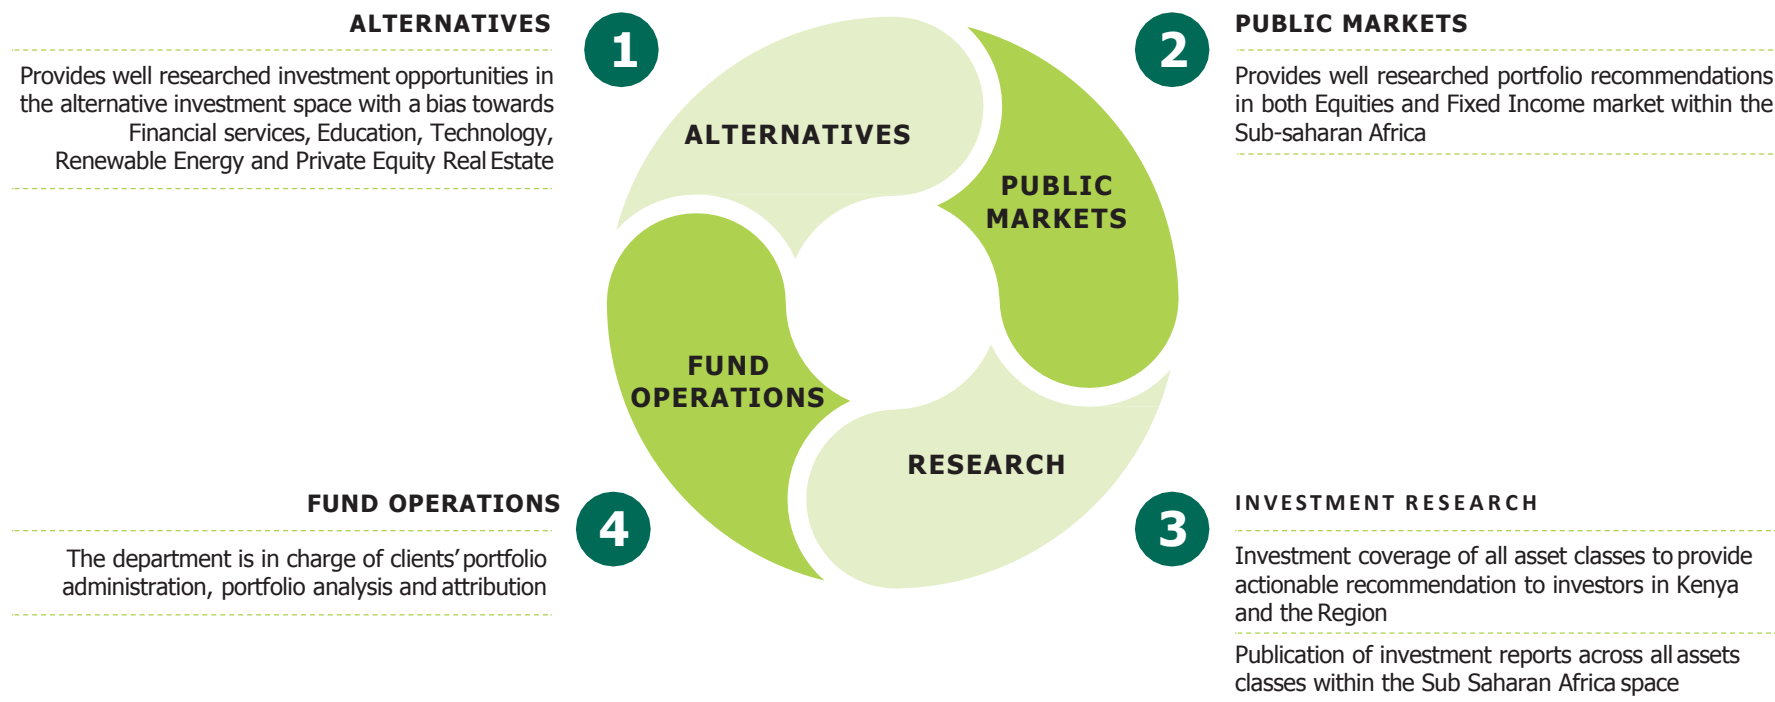 ALTERNATIVES
Provides well researched investment opportunities in
the alternative investment space with a bias towards
Financial services, Education, Technology,
Renewable Energy and Private Equity Real Estate
1
2
PUBLIC MARKETS
Provides well researched portfolio recommendations
in both Equities and Fixed Income market within the
Sub-saharan Africa
ALTERNATIVES
PUBLIC
MARKETS
FUND
OPERATIONS
RESEARCH
FUND OPERATIONS
The department is in charge of clients’ portfolio
administration, portfolio analysis and attribution
4
3
INVESTMENT RESEARCH
Investment coverage of all asset classes to provide
actionable recommendation to investors in Kenya
and the Region
Publication of investment reports across all assets
classes within the Sub Saharan Africa space